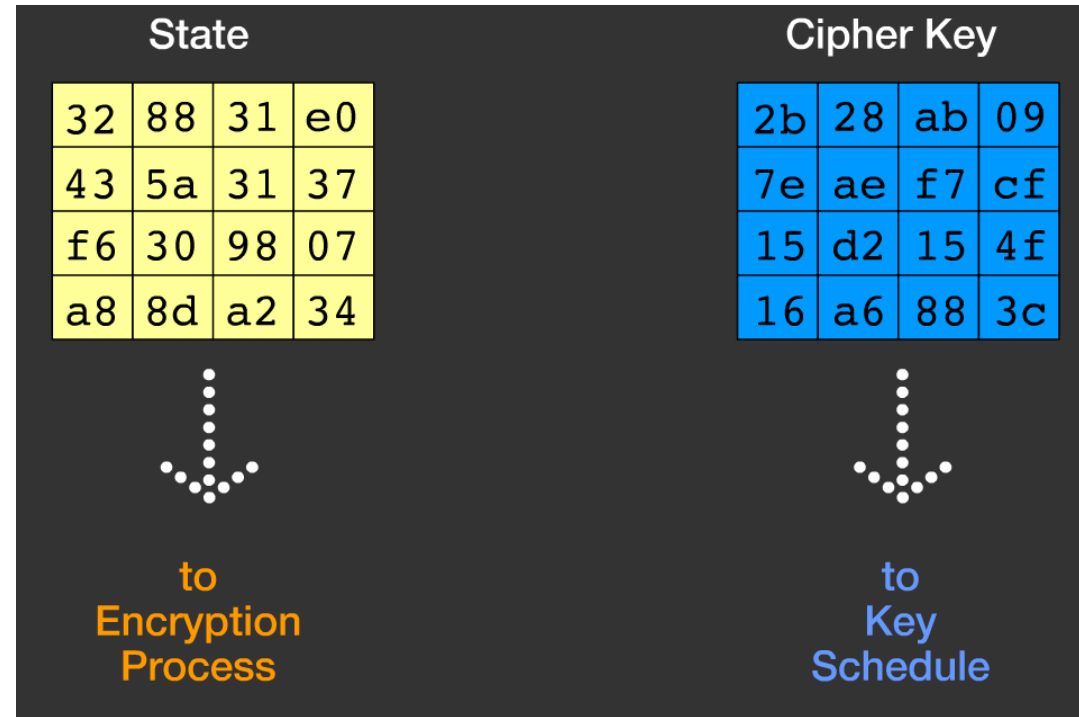 State
Cipher Key
32 88 31 e0
2b 28 ab 09
43 5a 31 37
7e ae f7 cf
f6 30 98 07
15 d2 15 4f
a8 8d a2 34
16 a6 88 3c
to
Encryption
Process
to
Key
Schedule